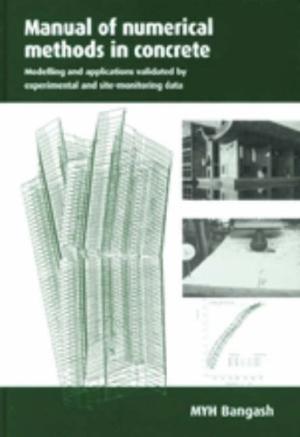 Manual of numerical
methods in concrete
Modelling and applications validated by
experimental and site-monitoring data
MYH Bangash